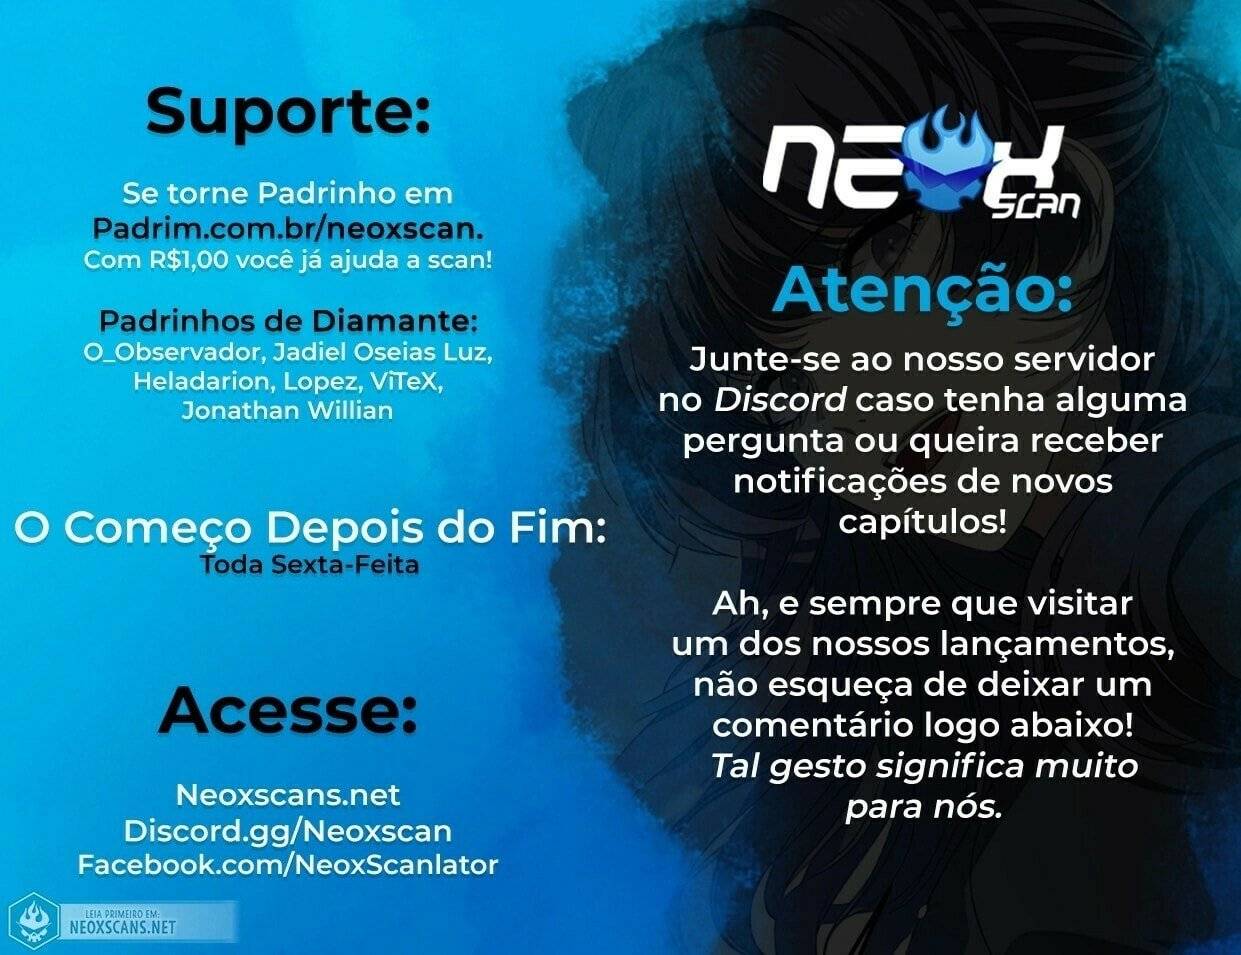 Suporte:
Se torne Padrinho em
Padrim.com.br/neoxscan.
Com R$1,00 você já ajuda a scan!
Padrinhos de Diamante:
O_Observador, Jadiel Oseias Luz,
Heladarion, Lopez, ViTeX,
Jonathan Willian
O Começo Depois do Fim:
Toda Sexta-Feita
Acesse:
Neoxscans.net
Discord.gg/Neoxscan
Facebook.com/NeoxScanlator
LEIA PRIMEIRO EM:
NEOXSCANS.NET
NEOX
SCAN
Atenção:
Junte-se ao nosso servidor
no Discord caso tenha alguma
pergunta ou queira receber
notificações de novos
capítulos!
Ah, e sempre que visitar
um dos nossos lançamentos,
não esqueça de deixar um
comentário logo abaixo!
Tal gesto significa muito
para nós.